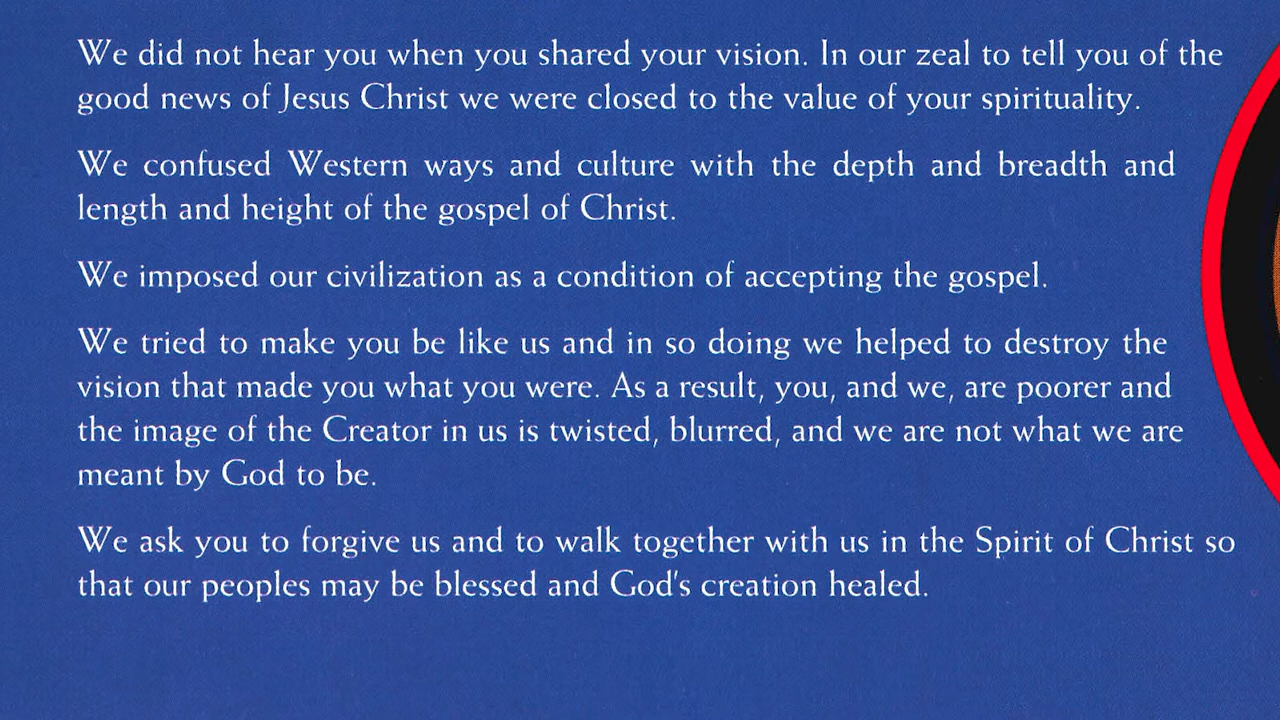 We did not hear you when you shared your vision. In our zeal to tell you of the
good news of Jesus Christ we were closed to the value of your spirituality.
We confused Western ways and culture with the depth and breadth and
length and height of the gospel of Christ.
We imposed our civilization as a condition of accepting the gospel.
We tried to make you be like us and in so doing we helped to destroy the
vision that made you what you were. As a result, you, and we, are poorer and
the image of the Creator in us is twisted, blurred, and we are not what we are
meant by God to be.
We ask you to forgive us and to walk together with us in the Spirit of Christ so
that our peoples may be blessed and God's creation healed.